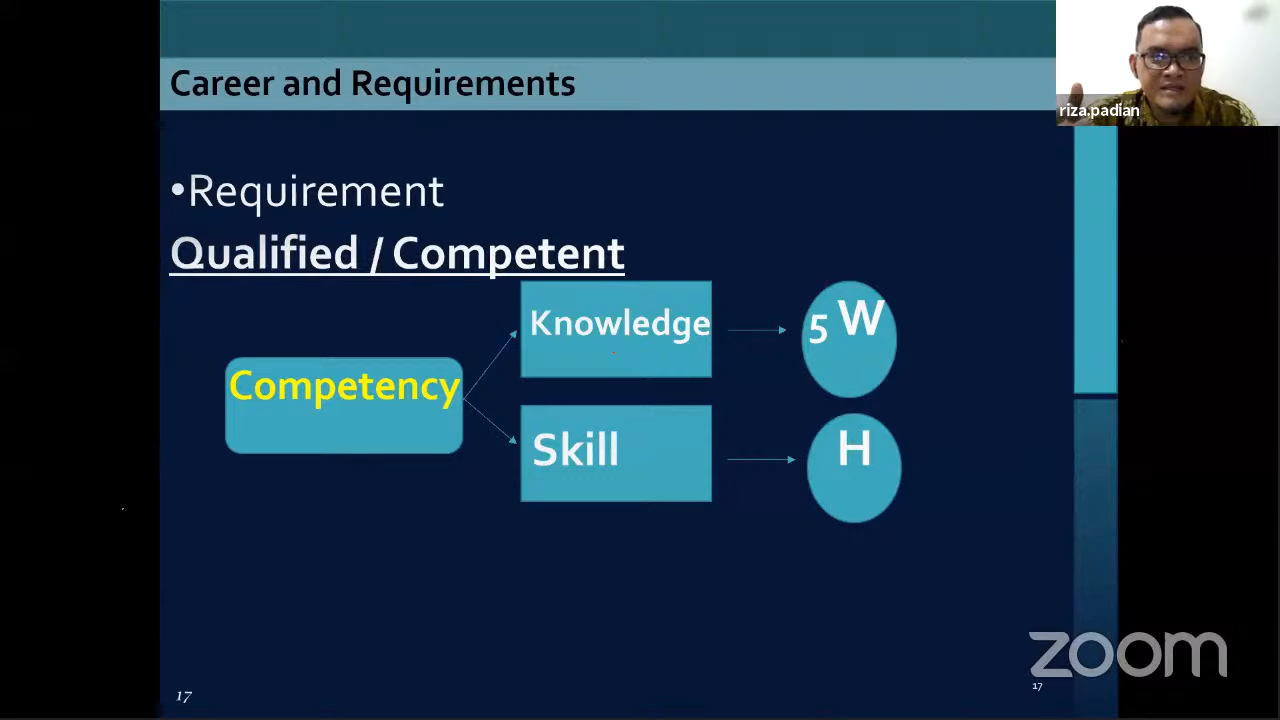 Career and Requirements
riza.padian
•Requirement
Qualified / Competent
Competency
Knowledge
5 W
Skill
H
zoom
17
17